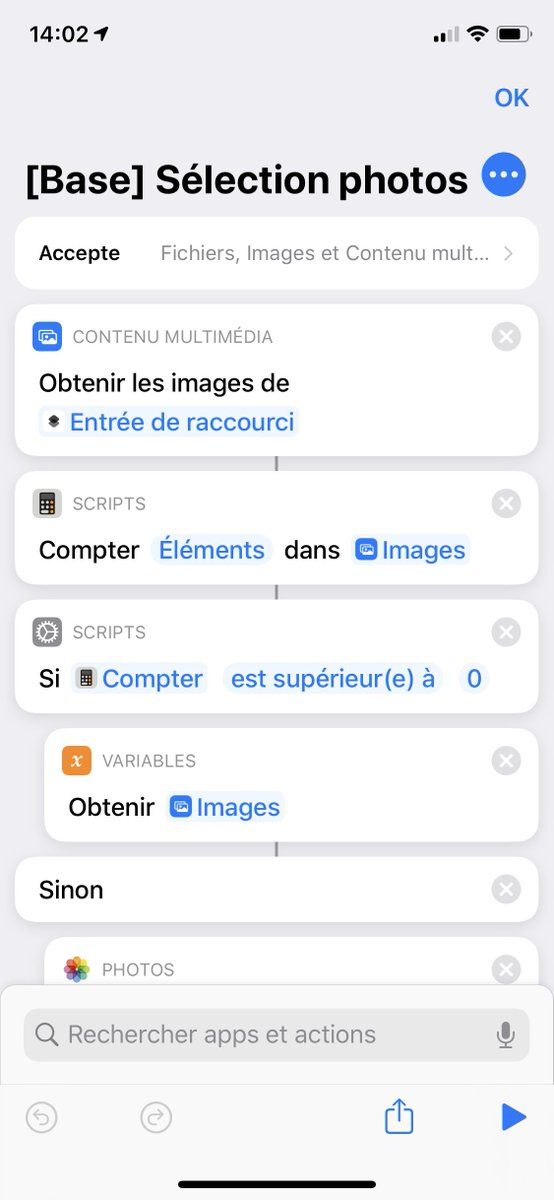 14:02
OK
[Base] Sélection photos
Accepte Fichiers, Images et Contenu mult...
CONTENU MULTIMÉDIA
Obtenir les images de
Entrée de raccourci
SCRIPTS
Compter Éléments dans Images
SCRIPTS
Si Compter est supérieur(e) à 0
VARIABLES
Obtenir Images
Sinon
PHOTOS
Rechercher apps et actions